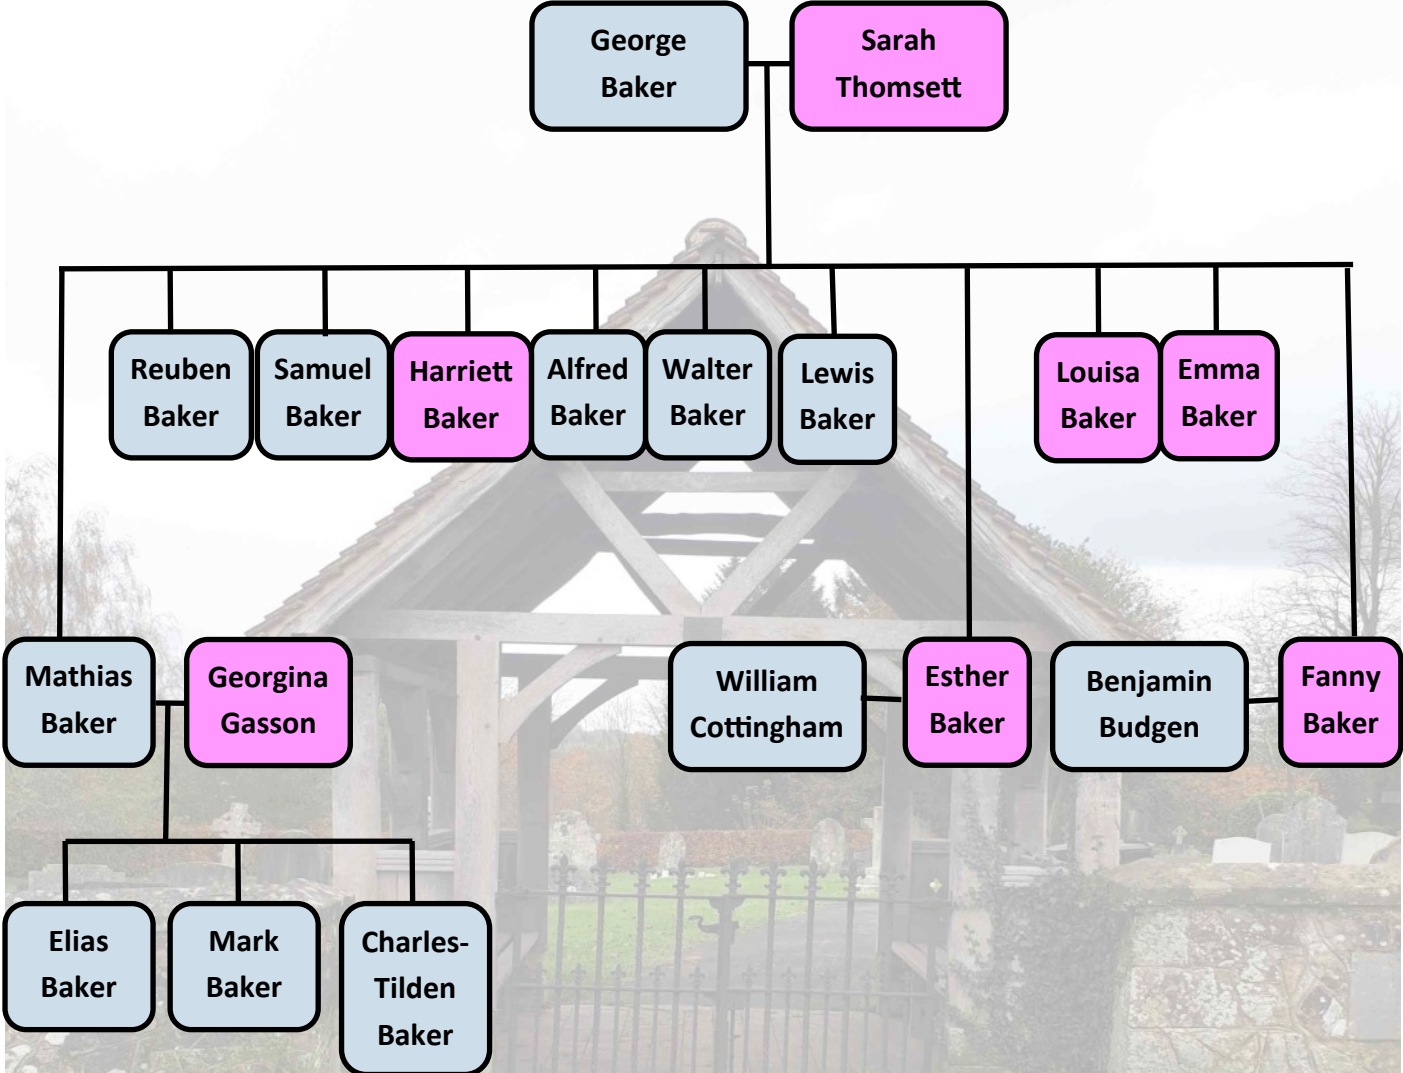 George
Baker
Sarah
Thomsett
Reuben
Baker
Samuel
Baker
Harriett
Baker
Alfred
Baker
Walter
Baker
Lewis
Baker
Louisa
Baker
Emma
Baker
Mathias
Baker
Georgina
Gasson
William
Cottingham
Esther
Baker
Benjamin
Budgen
Fanny
Baker
Elias
Baker
Mark
Baker
Charles-
Tilden
Baker